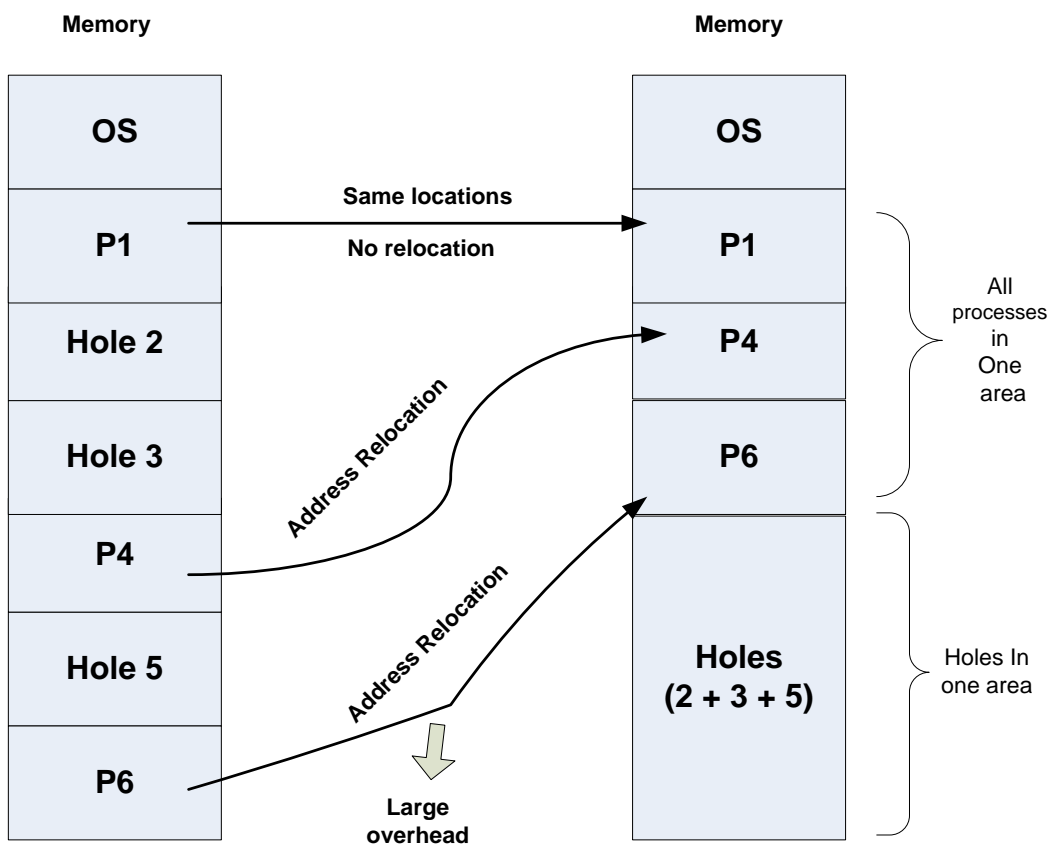 Memory
OS
P1
Hole 2
Hole 3
P4
Hole 5
P6
Same locations
No relocation
Address Relocation
Address Relocation
Large
overhead
Memory
OS
P1
P4
P6
Holes
(2 + 3 + 5)
All
processes
in
One
area
Holes In
one area